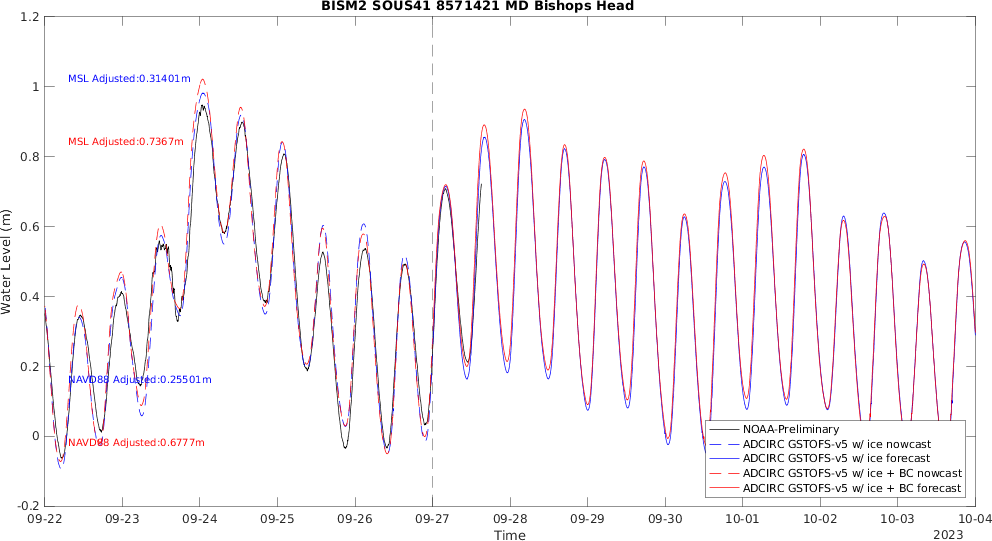 BISM2 SOUS41 8571421 MD Bishops Head
1.2
1
0.8
0.6
0.4
0.2
0
-0.2
Water Level (m)
MSL Adjusted:0.31401m
MSL Adjusted:0.7367m
NAVD88 Adjusted:0.25501m
NAVD88 Adjusted:0.6777m
NOAA-Preliminary
ADCIRC GSTOFS-v5 w/ ice nowcast
ADCIRC GSTOFS-v5 w/ ice forecast
ADCIRC GSTOFS-v5 w/ ice + BC nowcast
ADCIRC GSTOFS-v5 w/ ice + BC forecast
09-22 09-23 09-24 09-25 09-26 09-27 09-28 09-29 09-30 10-01 10-02 10-03 10-04
Time
2023